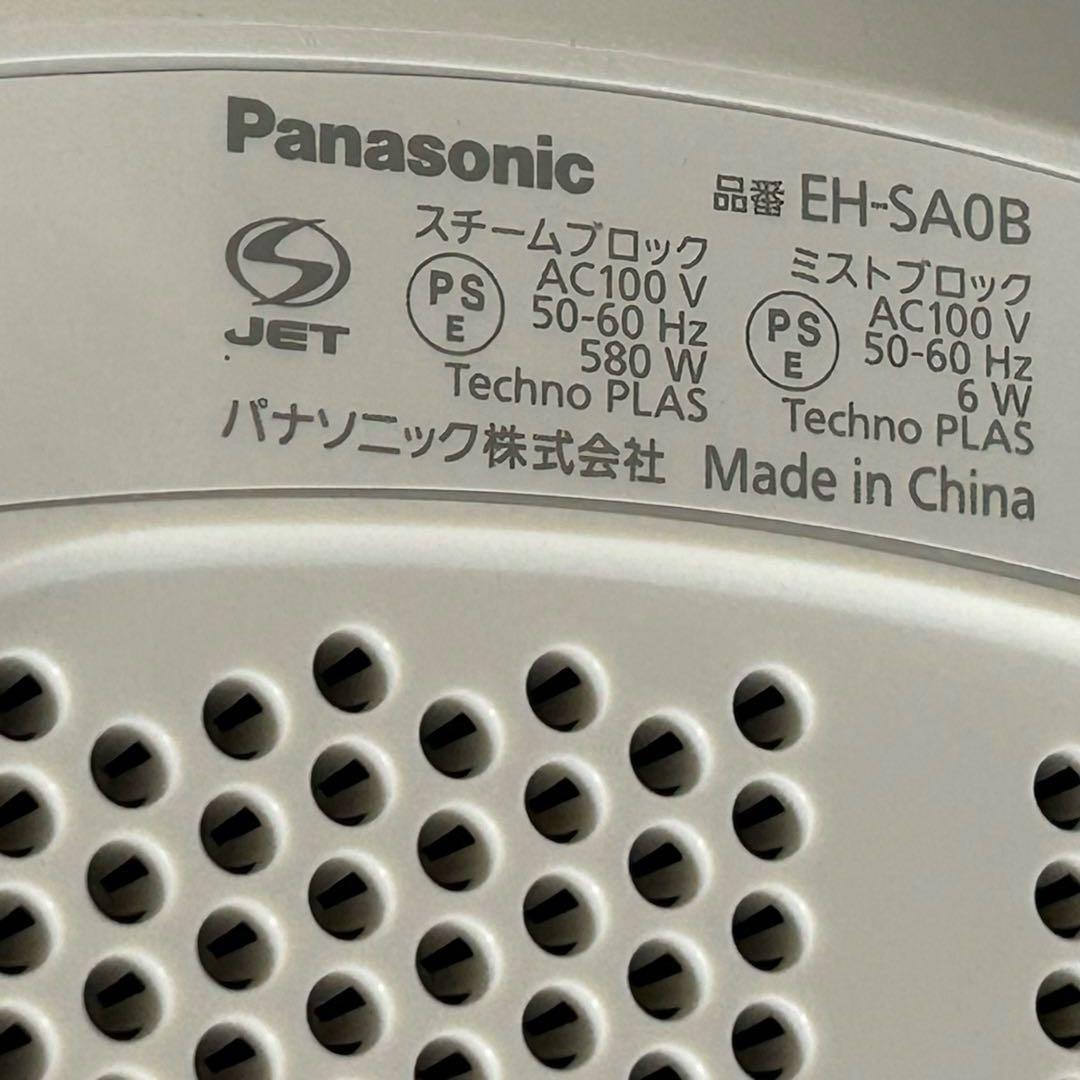 Panasonic
品番 EH-SA0B
JET
スチームブロック
PS
E
AC100 V
50-60 Hz
580 W
Techno PLAS
ミストブロック
PS
E
AC100 V
50-60 Hz
6 W
Techno PLAS
パナソニック株式会社 Made in China